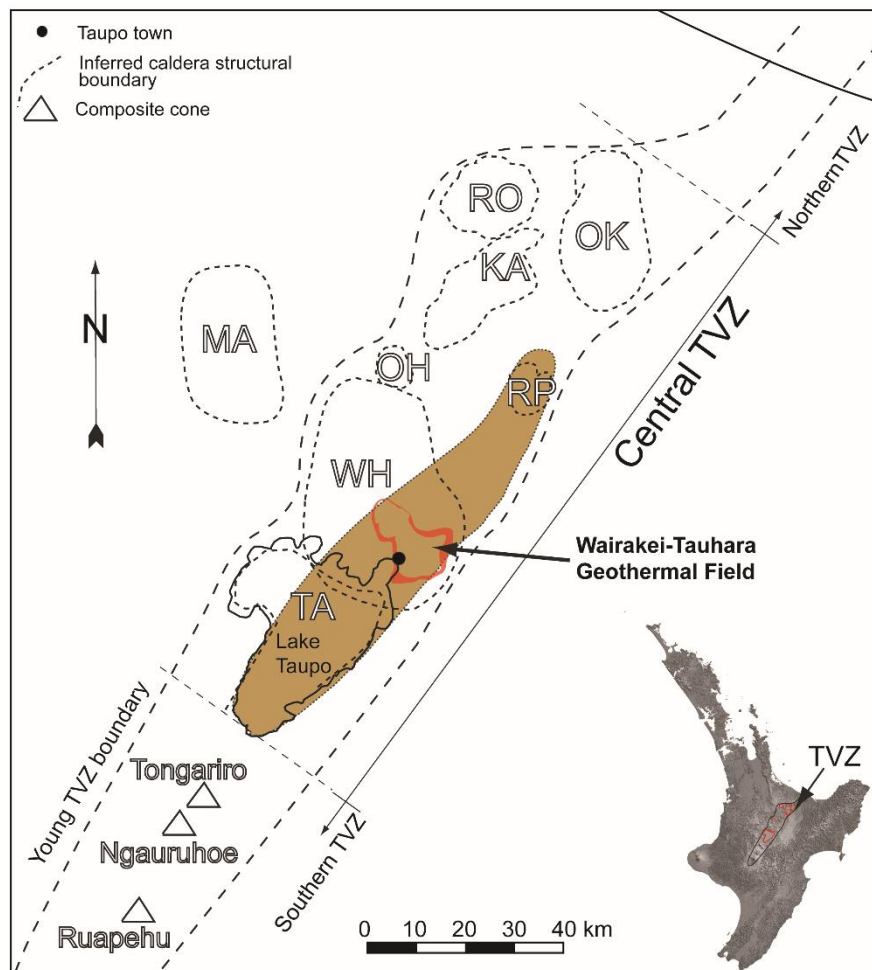 Taupo town
Inferred caldera structural
boundary
Composite cone
Northern TVZ
RO
OK
KA
N
MA
OH
RP
Central TVZ
WH
Wairakei-Tauhara
Geothermal Field
TA
Lake
Taupo
Young TVZ boundary
Tongariro
TVZ
Ngauruhoe
Southern TVZ
Ruapehu
0 10 20 30 40 km